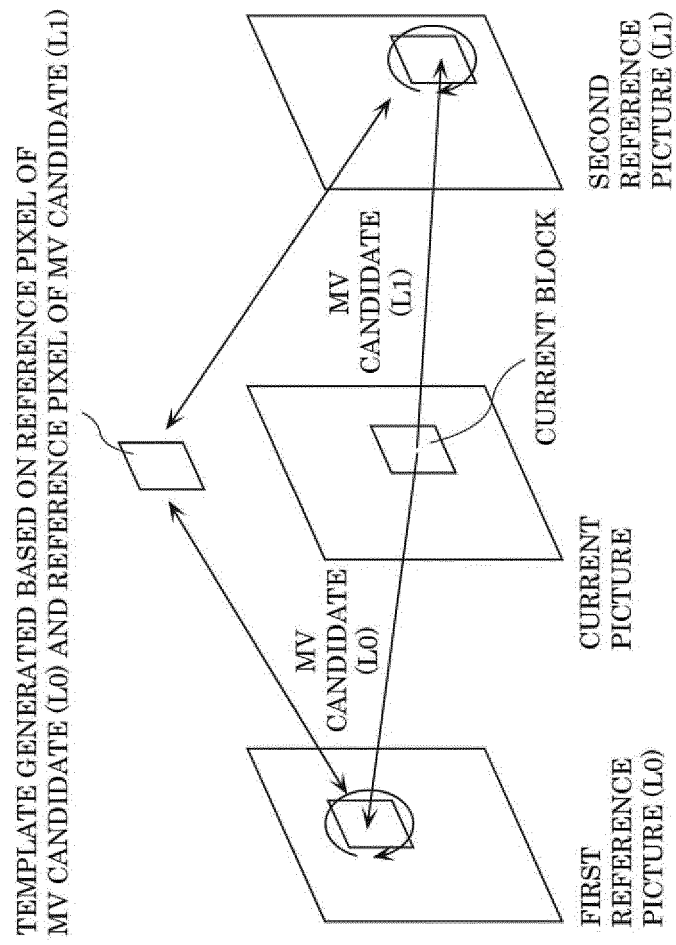 TEMPLATE GENERATED BASED ON REFERENCE PIXEL OF
MV CANDIDATE (L0) AND REFERENCE PIXEL OF MV CANDIDATE (L1)
MV
CANDIDATE
(L0)
MV
CANDIDATE
(L1)
CURRENT BLOCK
FIRST
REFERENCE
PICTURE (L0)
CURRENT
PICTURE
SECOND
REFERENCE
PICTURE (L1)